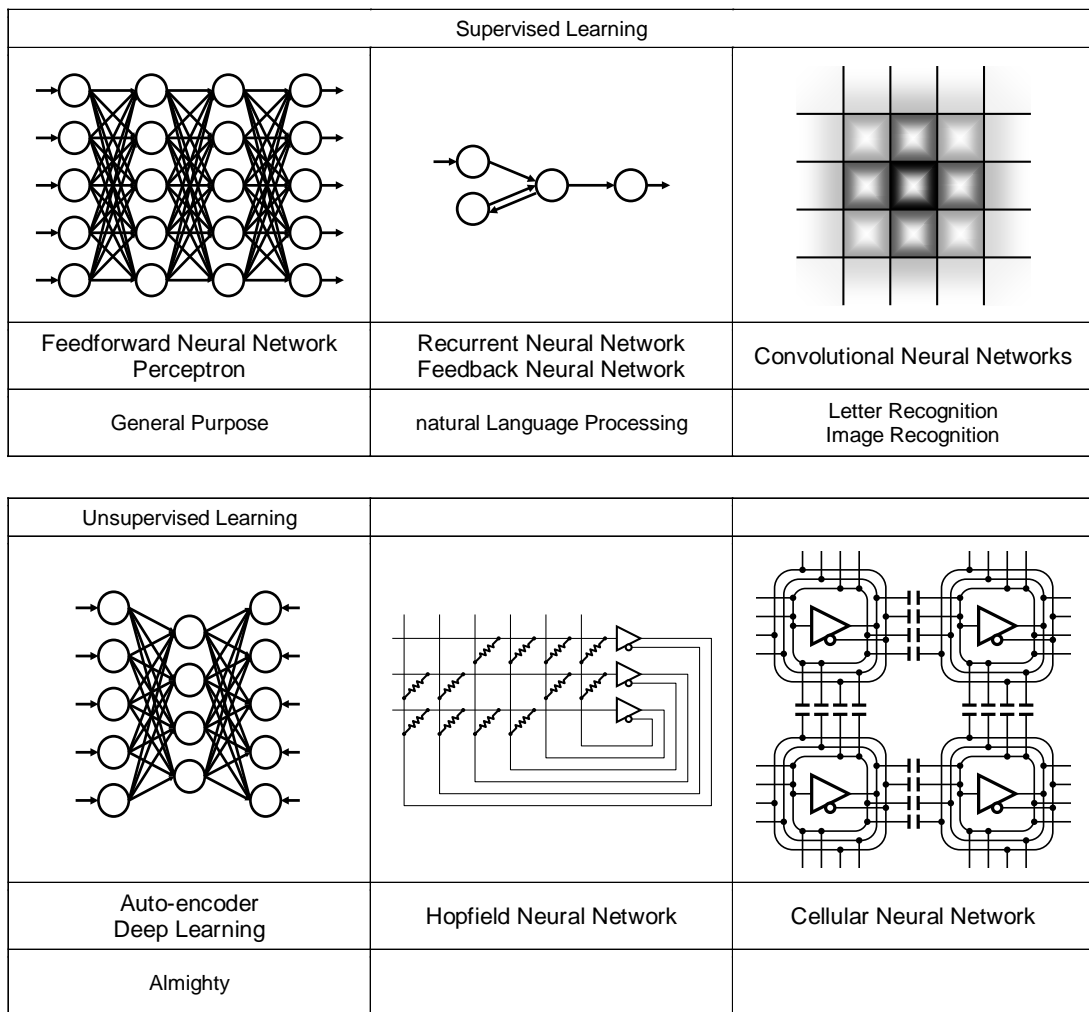 Supervised Learning
Feedforward Neural Network
Perceptron
Recurrent Neural Network
Feedback Neural Network
Convolutional Neural Networks
General Purpose
natural Language Processing
Letter Recognition
Image Recognition
Unsupervised Learning
Auto-encoder
Deep Learning
Hopfield Neural Network
Cellular Neural Network
Almighty